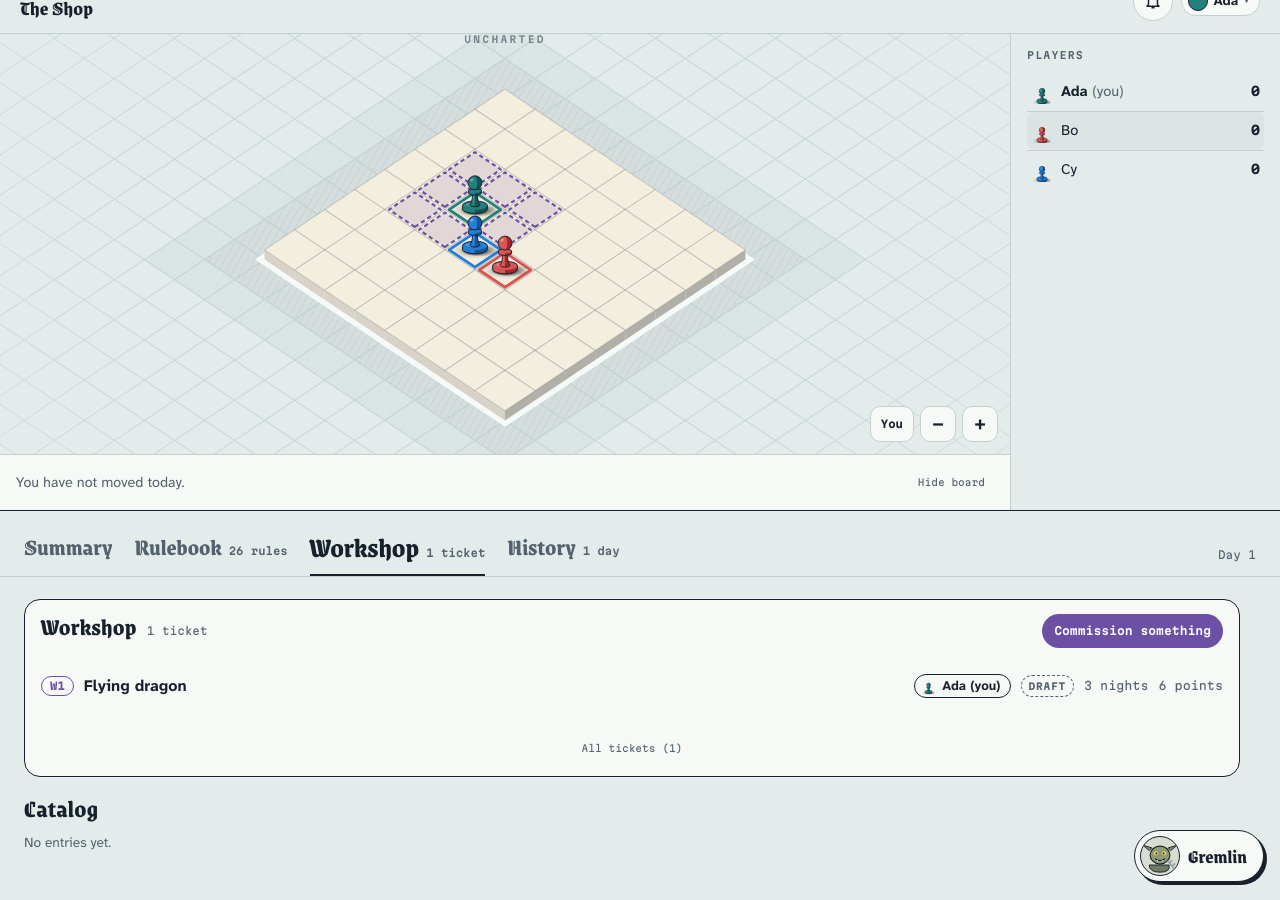 The Shop
Ada
UNCHARTED
PLAYERS
Ada (you) 0
Bo 0
Cy 0
You − +
You have not moved today.
Hide board
Summary
Rulebook 26 rules
Workshop 1 ticket
History 1 day
Day 1
Workshop 1 ticket
Commission something
W1 Flying dragon
Ada (you) DRAFT 3 nights 6 points
All tickets (1)
Catalog
No entries yet.
Gremlin